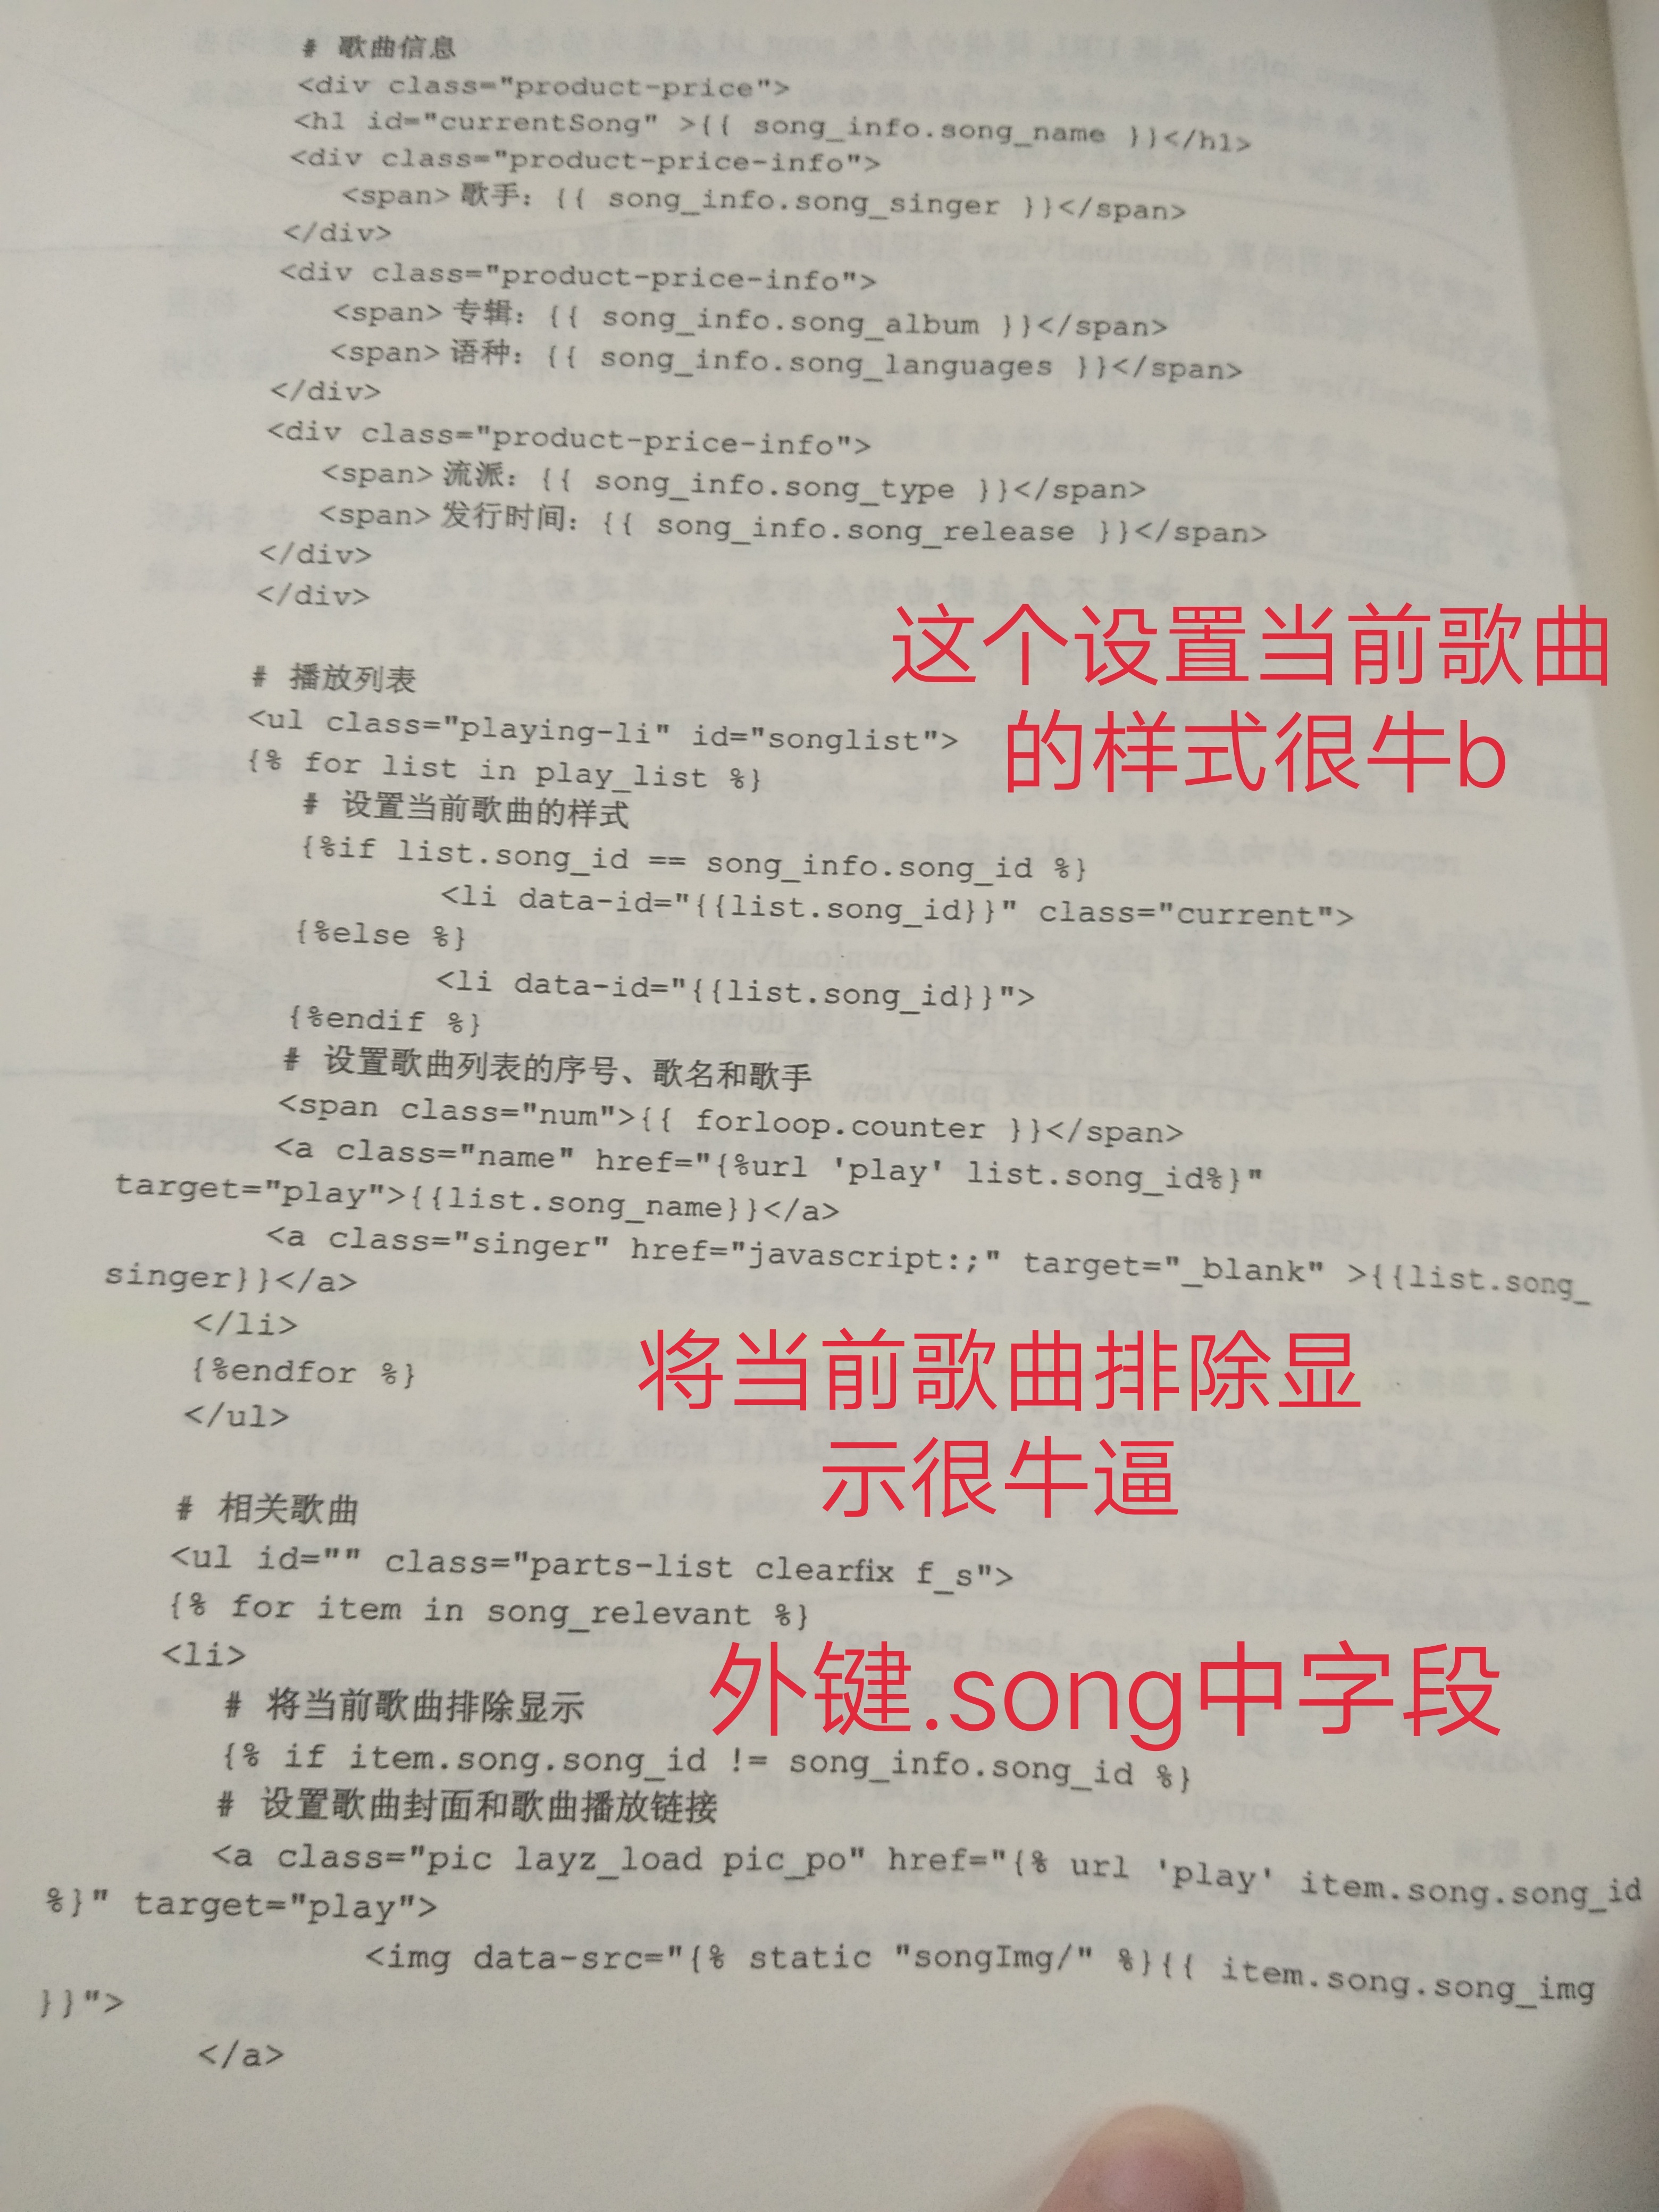 # 歌曲信息
<div class="product-price">
<h1 id="currentSong" >{{ song_info.song_name }}</h1>
<div class="product-price-info">
<span>歌手：{{ song_info.song_singer }}</span>
</div>
<div class="product-price-info">
<span>专辑：{{ song_info.song_album }}</span>
<span>语种：{{ song_info.song_languages }}</span>
</div>
<div class="product-price-info">
<span>流派：{{ song_info.song_type }}</span>
<span>发行时间：{{ song_info.song_release }}</span>
</div>
</div>
这个设置当前歌曲
的样式很牛b
# 播放列表
<ul class="playing-li" id="songlist">
{% for list in play_list %}
# 设置当前歌曲的样式
{%if list.song_id == song_info.song_id %}
<li data-id="{{list.song_id}}" class="current">
{%else %}
<li data-id="{{list.song_id}}">
{%endif %}
# 设置歌曲列表的序号、歌名和歌手
<span class="num">{{ forloop.counter }}</span>
<a class="name" href="{%url 'play' list.song_id%}"
target="play">{{list.song_name}}</a>
<a class="singer" href="javascript:;" target="_blank" >{{list.song_
singer}}</a>
</li>
{%endfor %}
</ul>
将当前歌曲排除显
示很牛逼
# 相关歌曲
<ul id="" class="parts-list clearfix f_s">
{% for item in song_relevant %}
<li>
外键.song中字段
# 将当前歌曲排除显示
{% if item.song.song_id != song_info.song_id %}
# 设置歌曲封面和歌曲播放链接
<a class="pic layz_load pic_po" href="{% url 'play' item.song.song_id
%}" target="play">
<img data-src="{% static "songImg/" %}{{ item.song.song_img
}}">
</a>